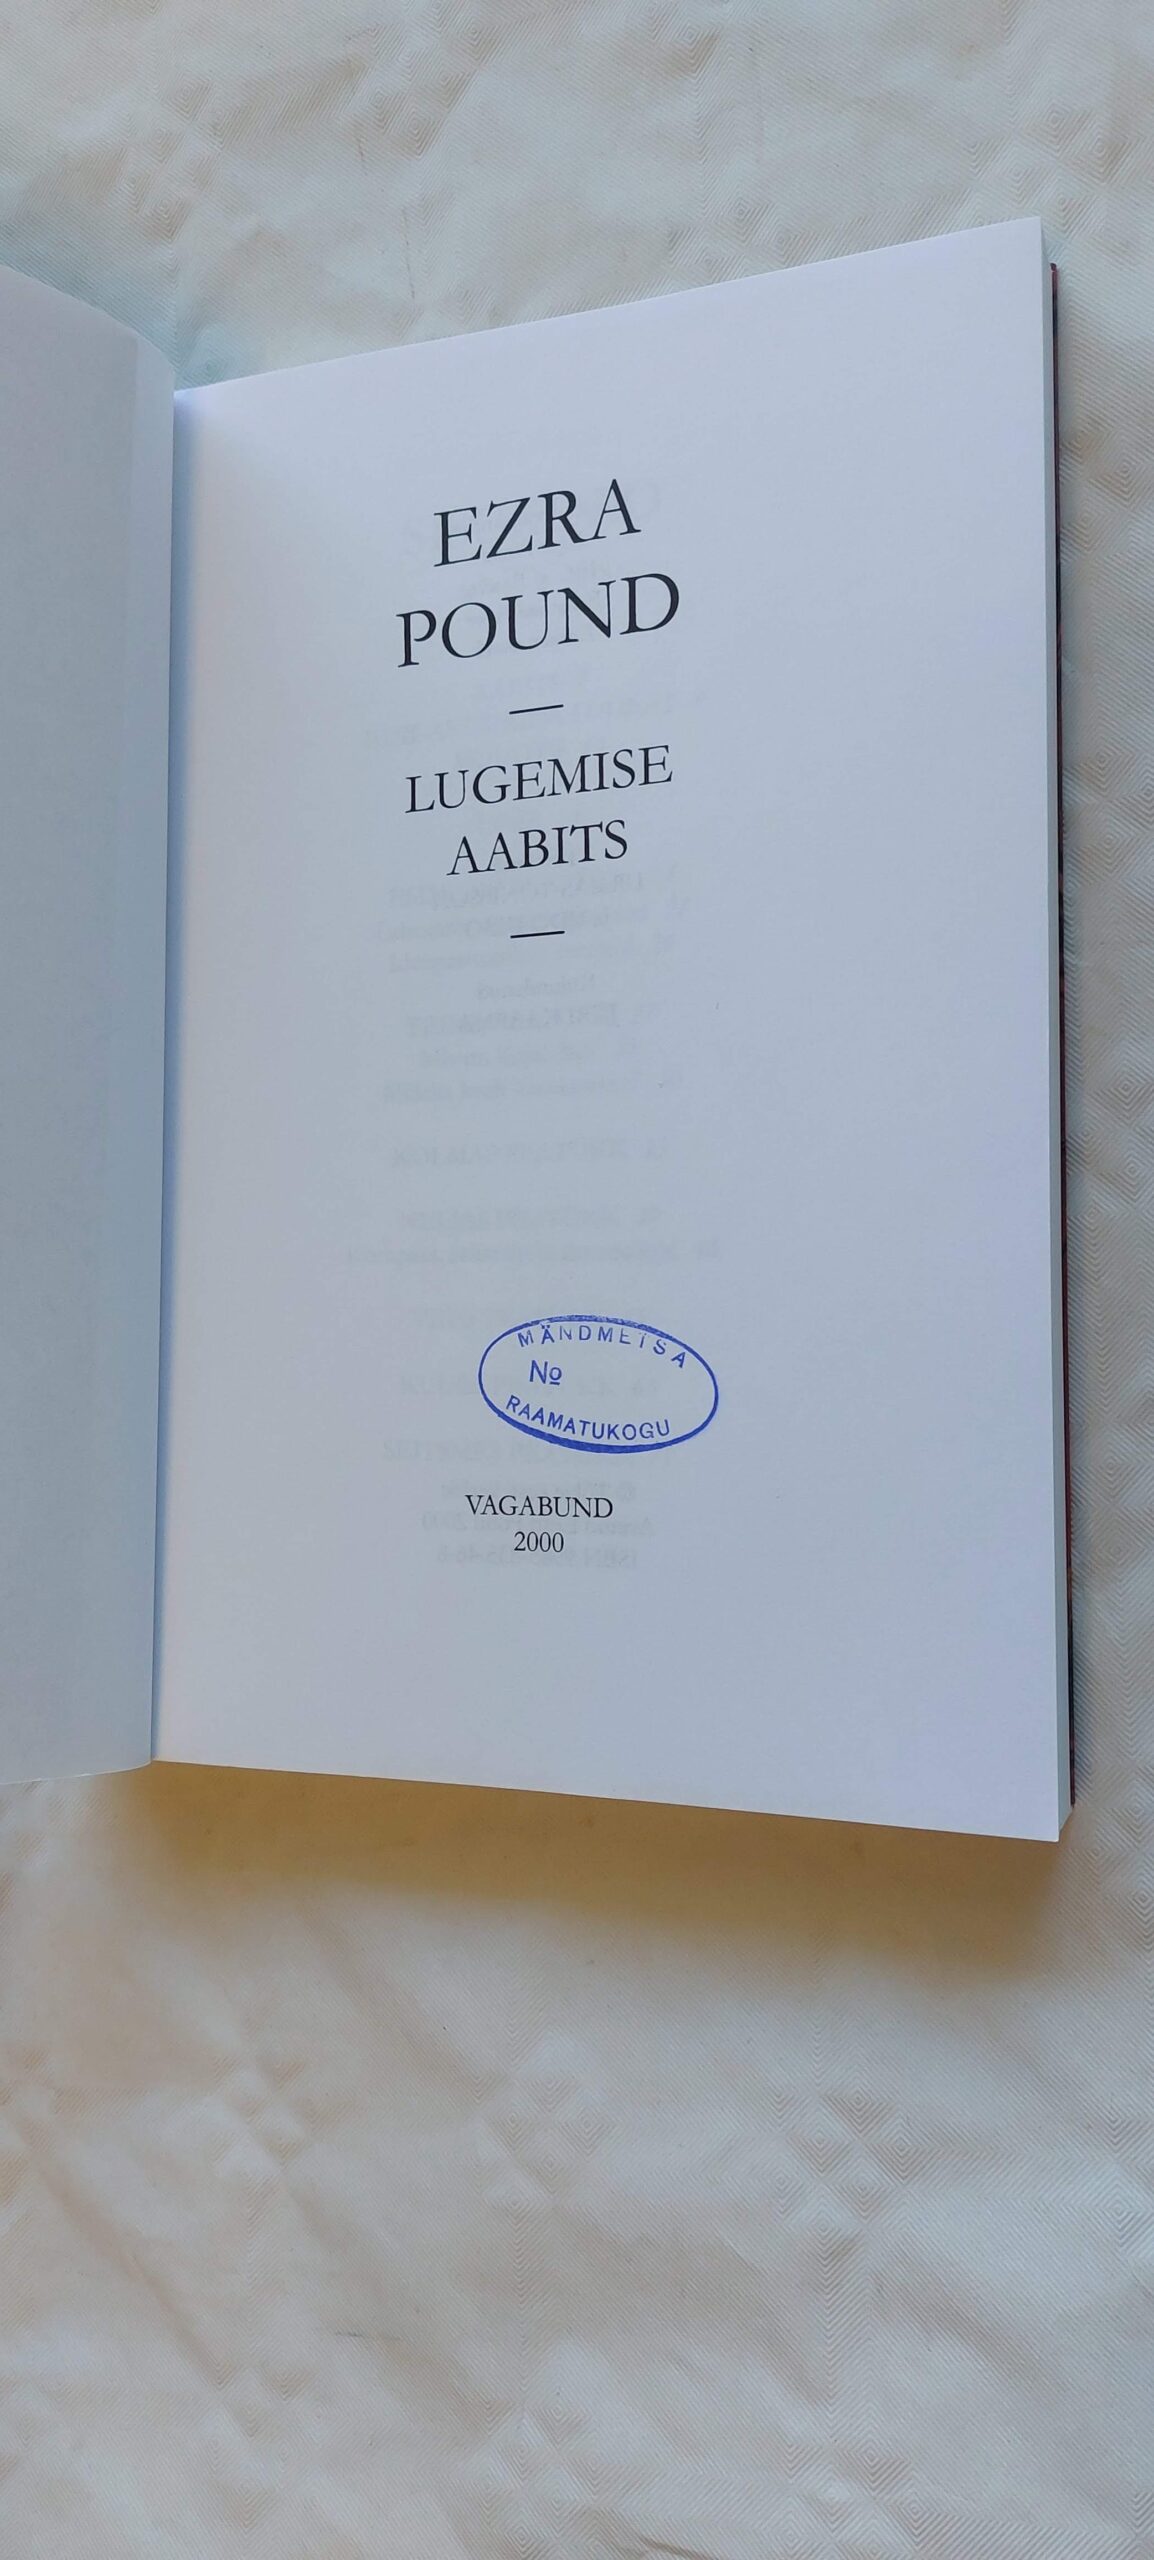 EZRA
POUND
LUGEMISE
AABITS
MÄNDMETSA
No
RAAMATUKOGU
VAGABUND
2000